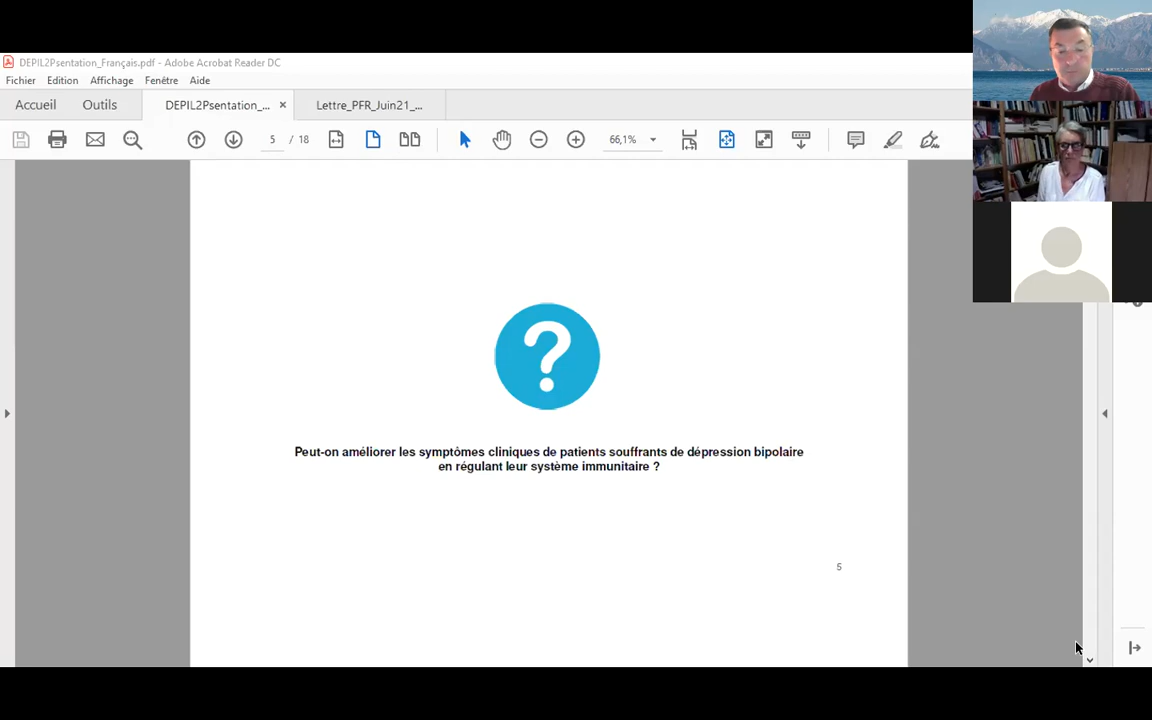 DEPIL2Psentation_Français.pdf - Adobe Acrobat Reader DC
Fichier Edition Affichage Fenêtre Aide
Accueil Outils DEPIL2Psentation_... × Lettre_PFR_Juin21_...
5 / 18 66,1%
?
Peut-on améliorer les symptômes cliniques de patients souffrants de dépression bipolaire
en régulant leur système immunitaire ?
5